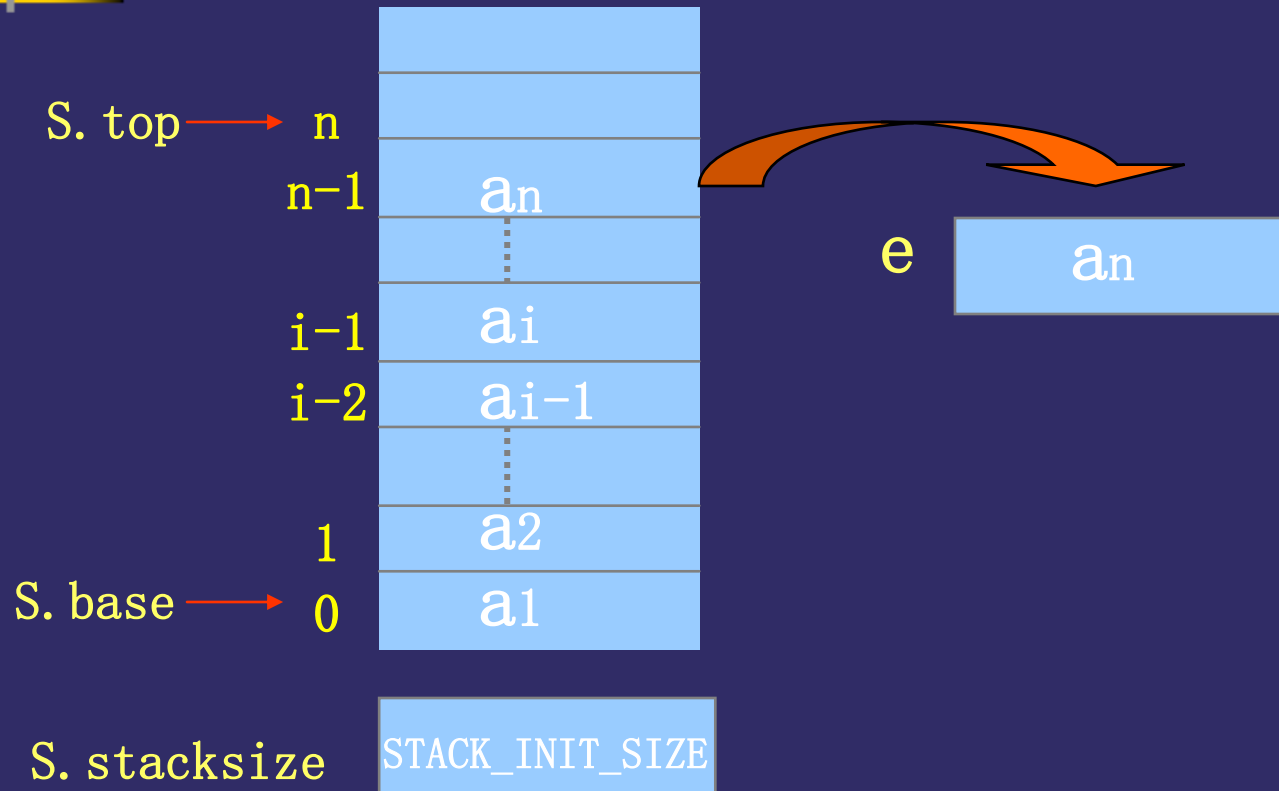 S.top n
n-1 an
e an
i-1 ai
i-2 ai-1
1 a2
S.base 0 a1
S.stacksize STACK_INIT_SIZE